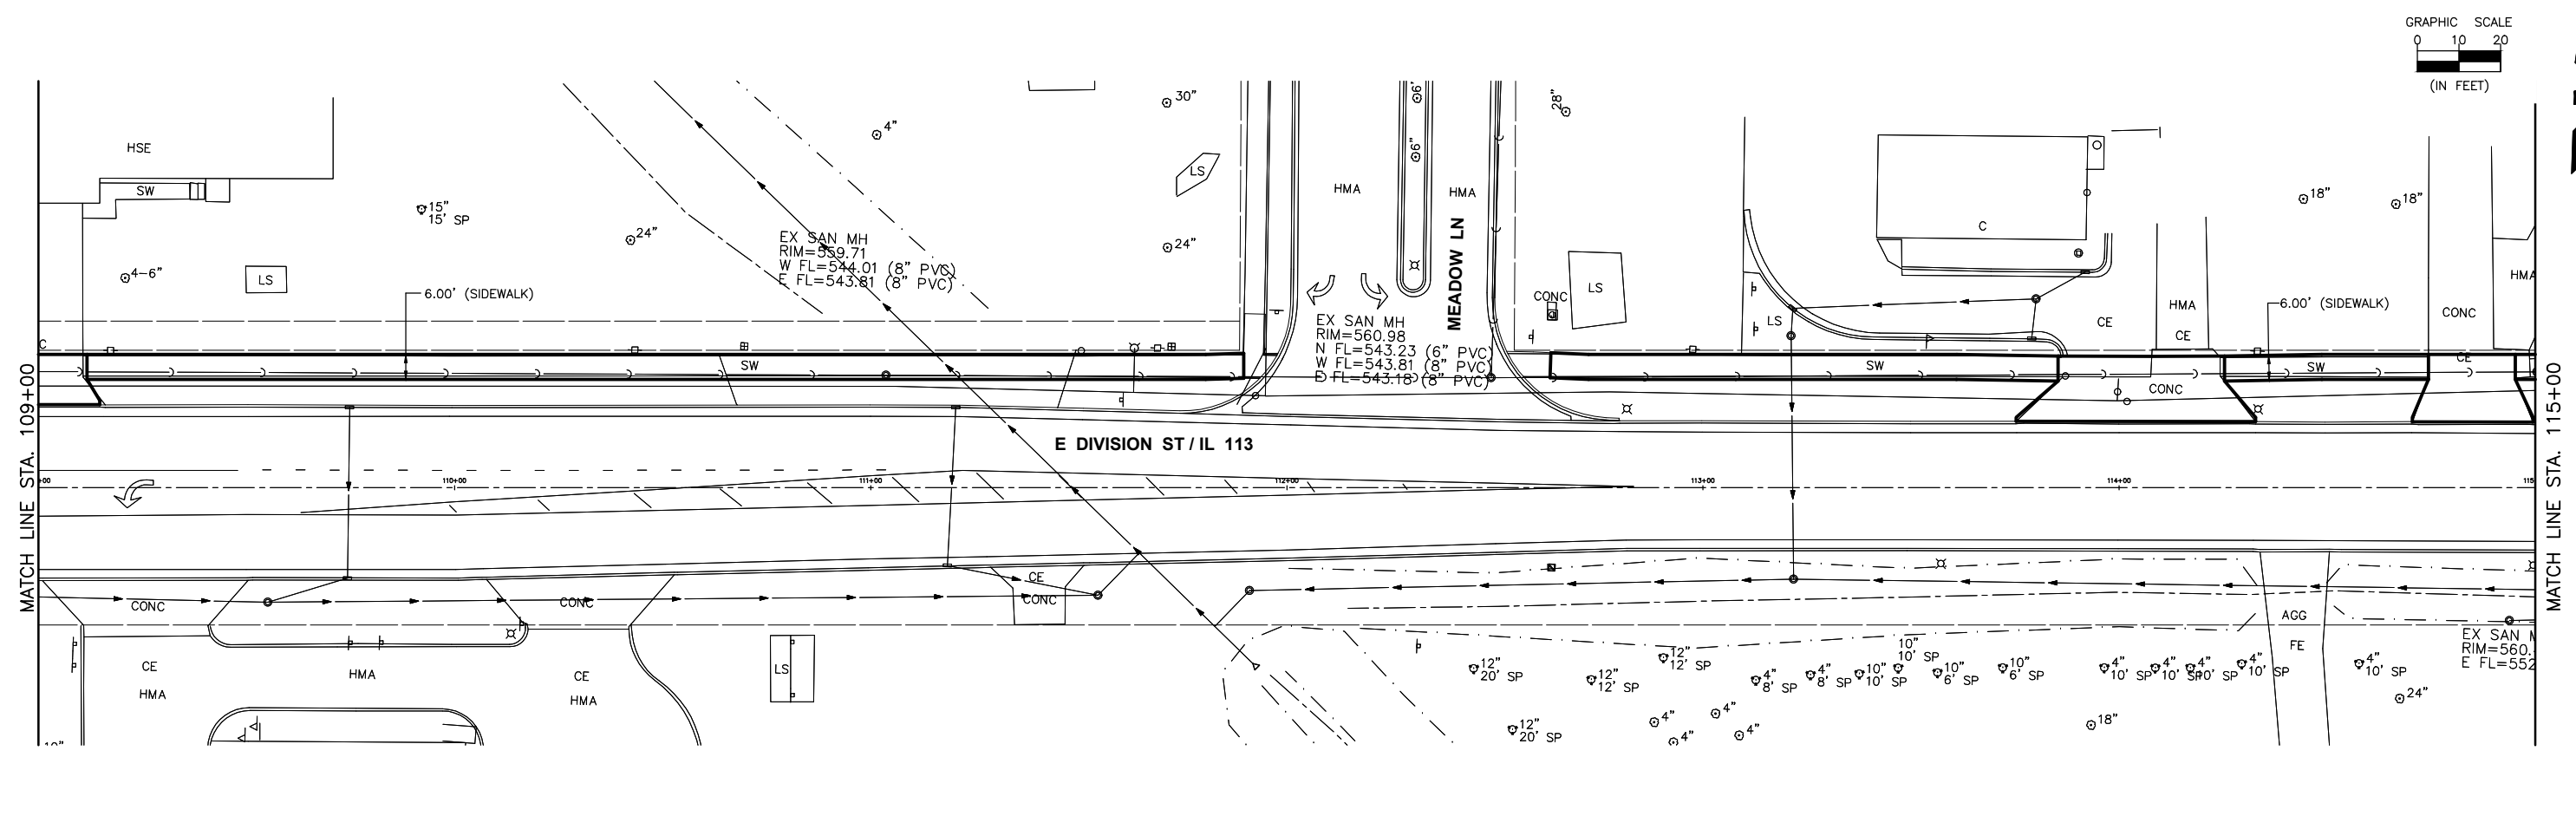 GRAPHIC SCALE
0 10 20
(IN FEET)
MATCH LINE STA. 109+00
HSE
SW
15"
15' SP
4-6"
LS
24"
6.00' (SIDEWALK)
C
4"
30"
LS
24"
EX SAN MH
RIM=559.71
W FL=544.01 (8" PVC)
E FL=543.81 (8" PVC)
SW
6"
6"
HMA
HMA
MEADOW LN
28"
CONC
LS
EX SAN MH
RIM=560.98
N FL=543.23 (6" PVC)
W FL=543.81 (8" PVC)
E FL=543.18 (8" PVC)
LS
C
CE
HMA
CE
18"
18"
6.00' (SIDEWALK)
CONC
HMA
CE
SW
CONC
SW
E DIVISION ST / IL 113
+00
110+00
111+00
112+00
113+00
114+00
115
CONC
CONC
CE
CONC
CE
HMA
HMA
CE
HMA
LS
12"
20' SP
12"
12' SP
12"
12' SP
4"
8' SP
4"
8' SP
10"
10' SP
10"
10' SP
10"
6' SP
10"
6' SP
4"
10' SP
4"
10' SP
4"
10' SP
4"
10' SP
4"
10' SP
12"
20' SP
4"
4"
4"
4"
18"
24"
AGG
FE
EX SAN
RIM=560.
E FL=552
MATCH LINE STA. 115+00